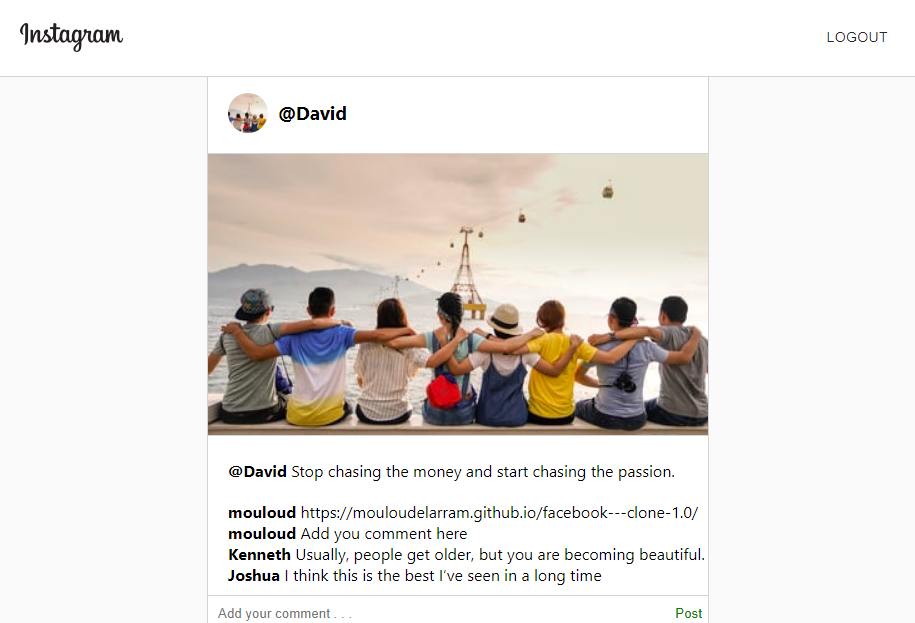 Instagram
LOGOUT
@David
@David Stop chasing the money and start chasing the passion.
mouloud https://mouloudelarram.github.io/facebook---clone-1.0/
mouloud Add you comment here
Kenneth Usually, people get older, but you are becoming beautiful.
Joshua I think this is the best I've seen in a long time
Add your comment . . .
Post